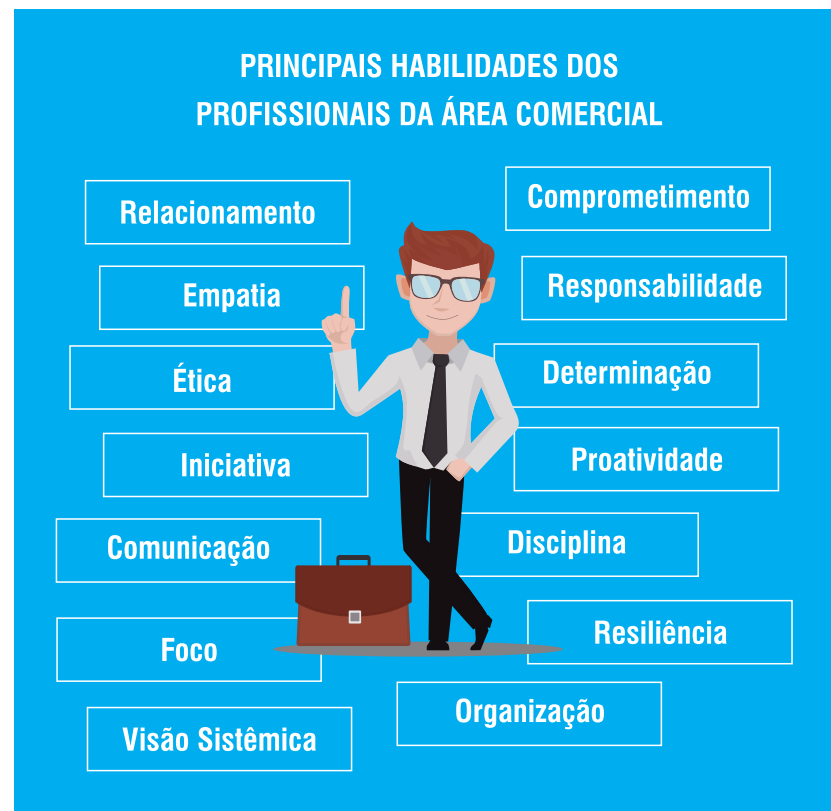 PRINCIPAIS HABILIDADES DOS
PROFISSIONAIS DA ÁREA COMERCIAL
Relacionamento
Empatia
Ética
Iniciativa
Comunicação
Foco
Visão Sistêmica
Comprometimento
Responsabilidade
Determinação
Proatividade
Disciplina
Resiliência
Organização